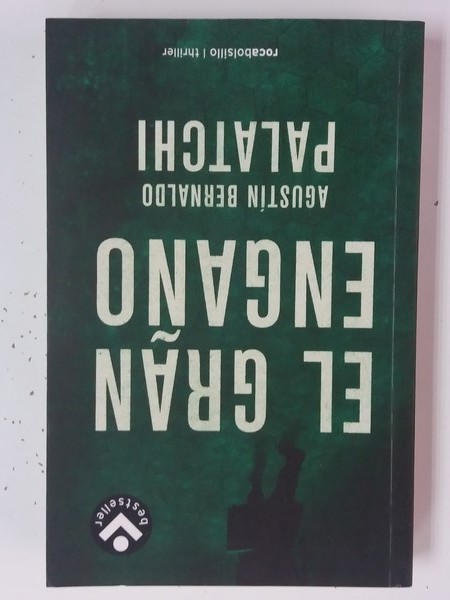 bestseller
EL GRAN
ENGAÑO
AGUSTÍN BERNALDO
PALATCHI
rocabolsillo | thriller